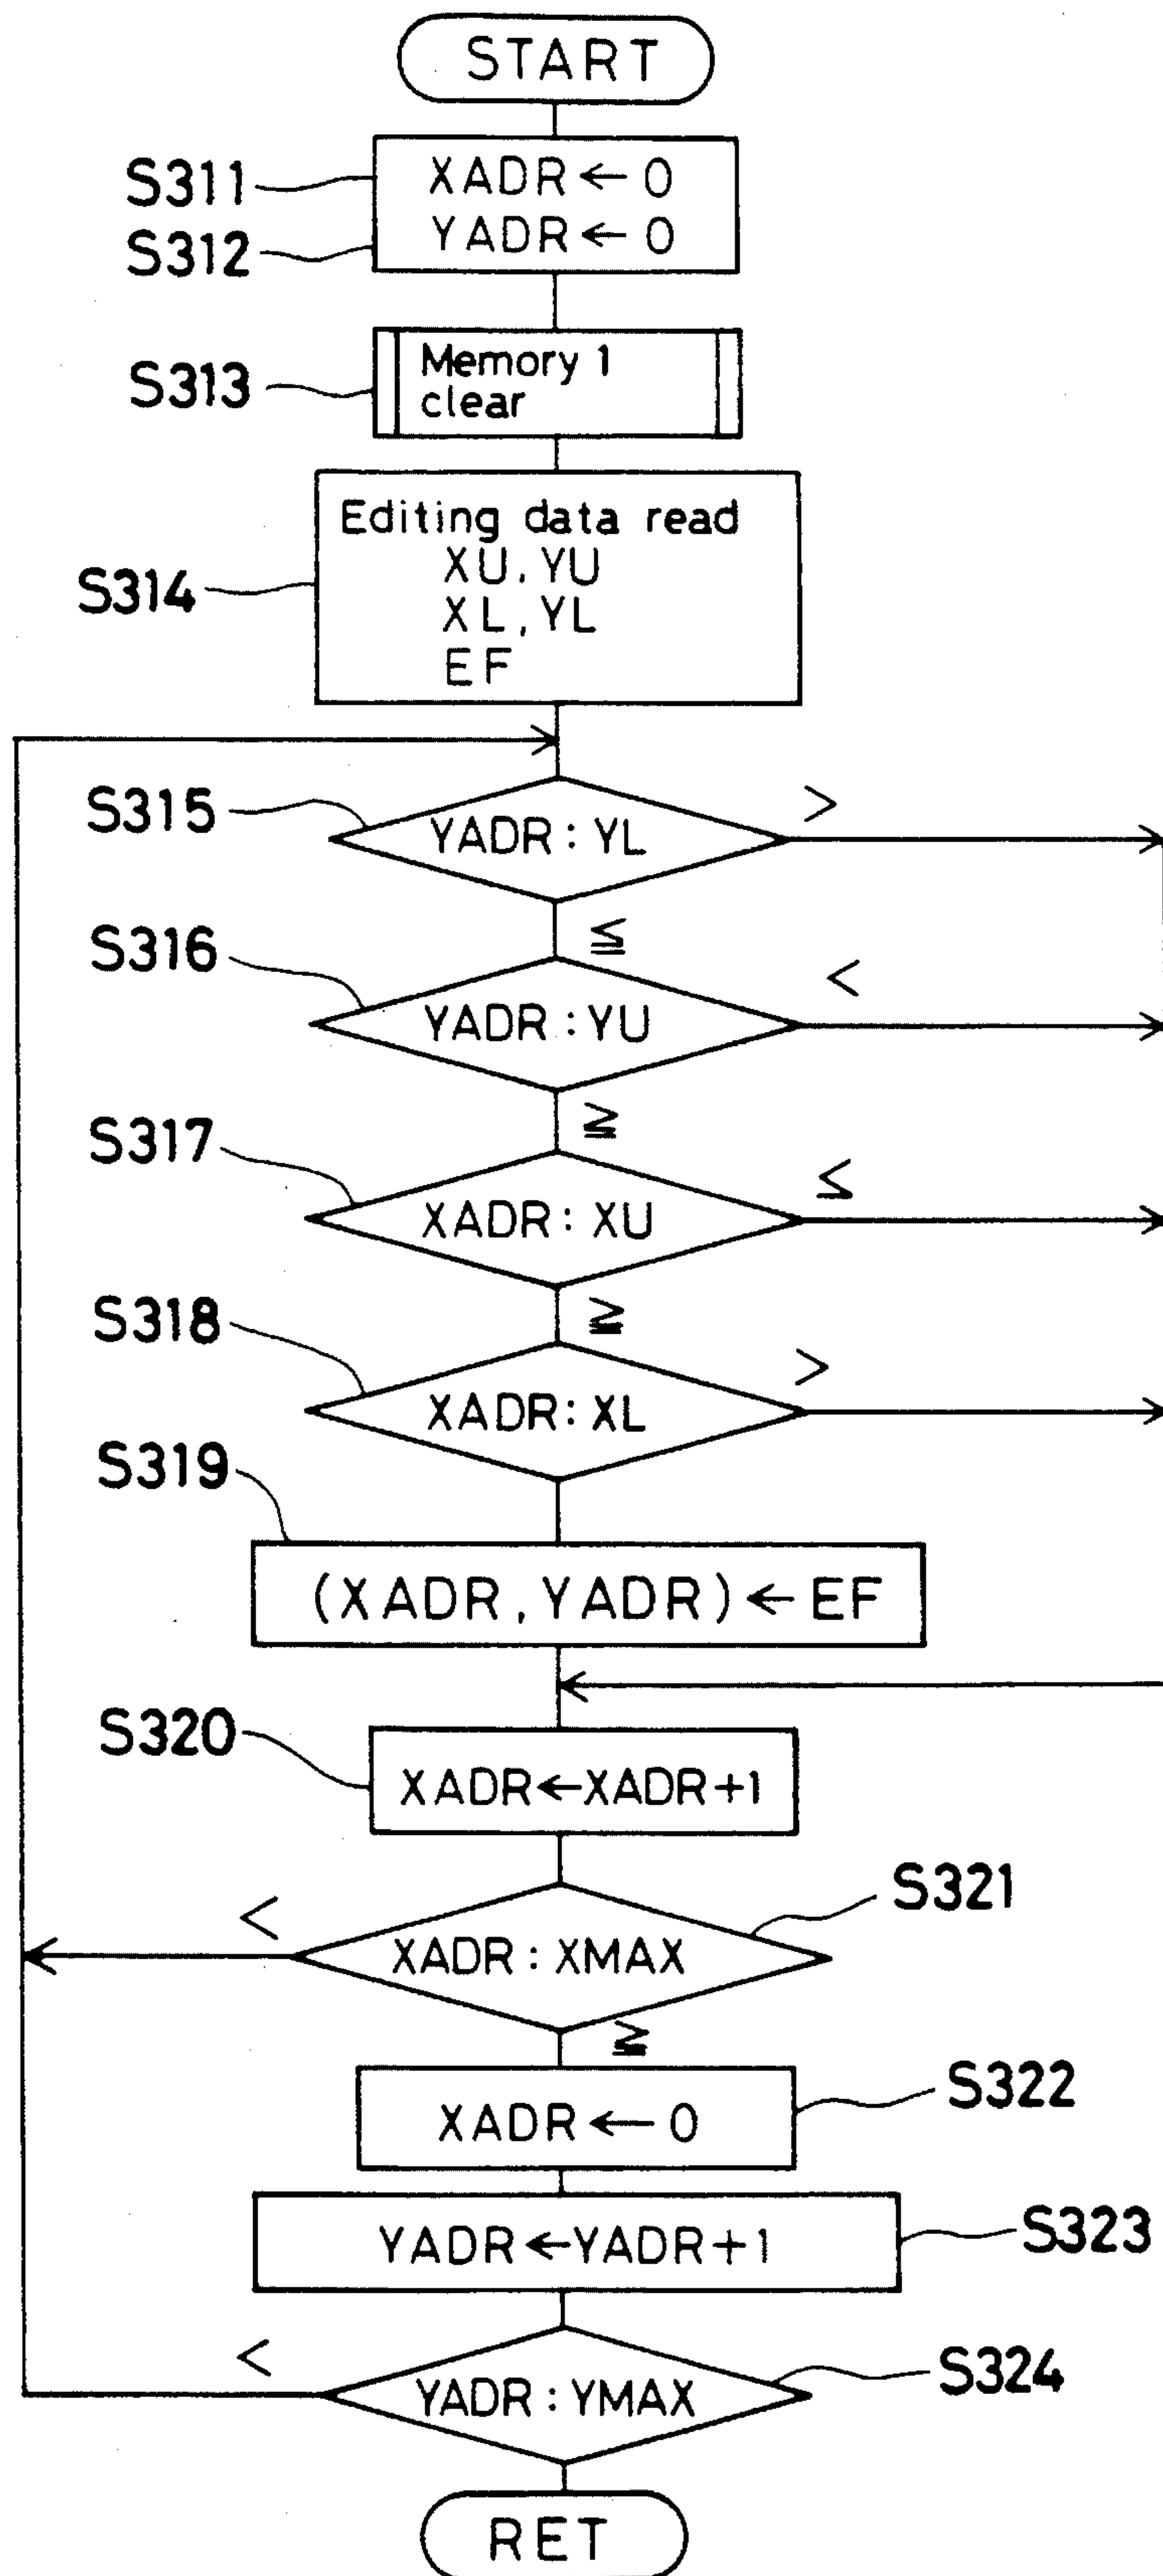 START
S311
XADR ← 0
S312
YADR ← 0
S313
Memory 1
clear
S314
Editing data read
XU, YU
XL, YL
EF
S315
YADR : YL
>
≦
S316
YADR : YU
<
≧
S317
XADR : XU
≤
≧
S318
XADR : XL
>
S319
(XADR, YADR) ← EF
S320
XADR ← XADR + 1
S321
XADR : XMAX
<
≧
S322
XADR ← 0
S323
YADR ← YADR + 1
S324
YADR : YMAX
<
RET